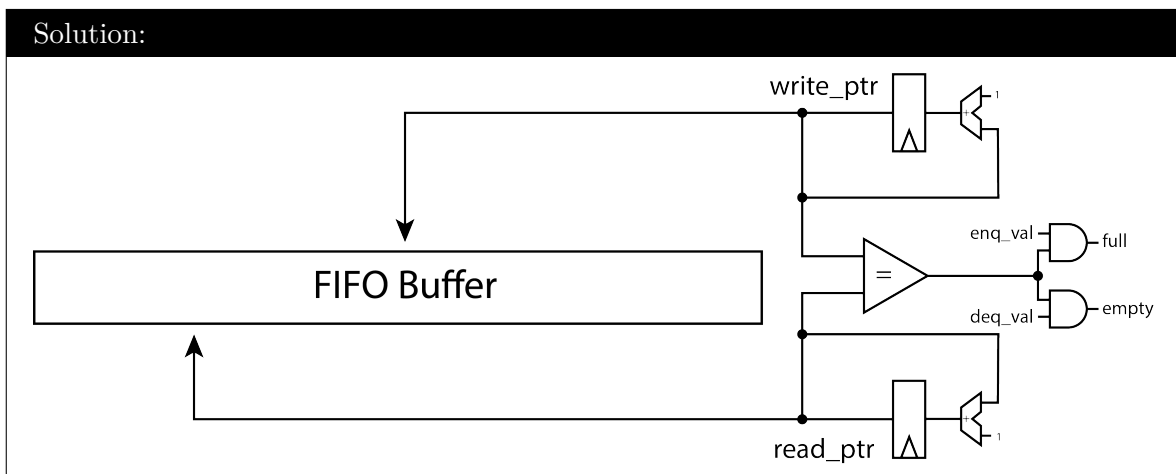 Solution:
write_ptr
1
+
enq_val
full
FIFO Buffer
=
deq_val
empty
+
1
read_ptr